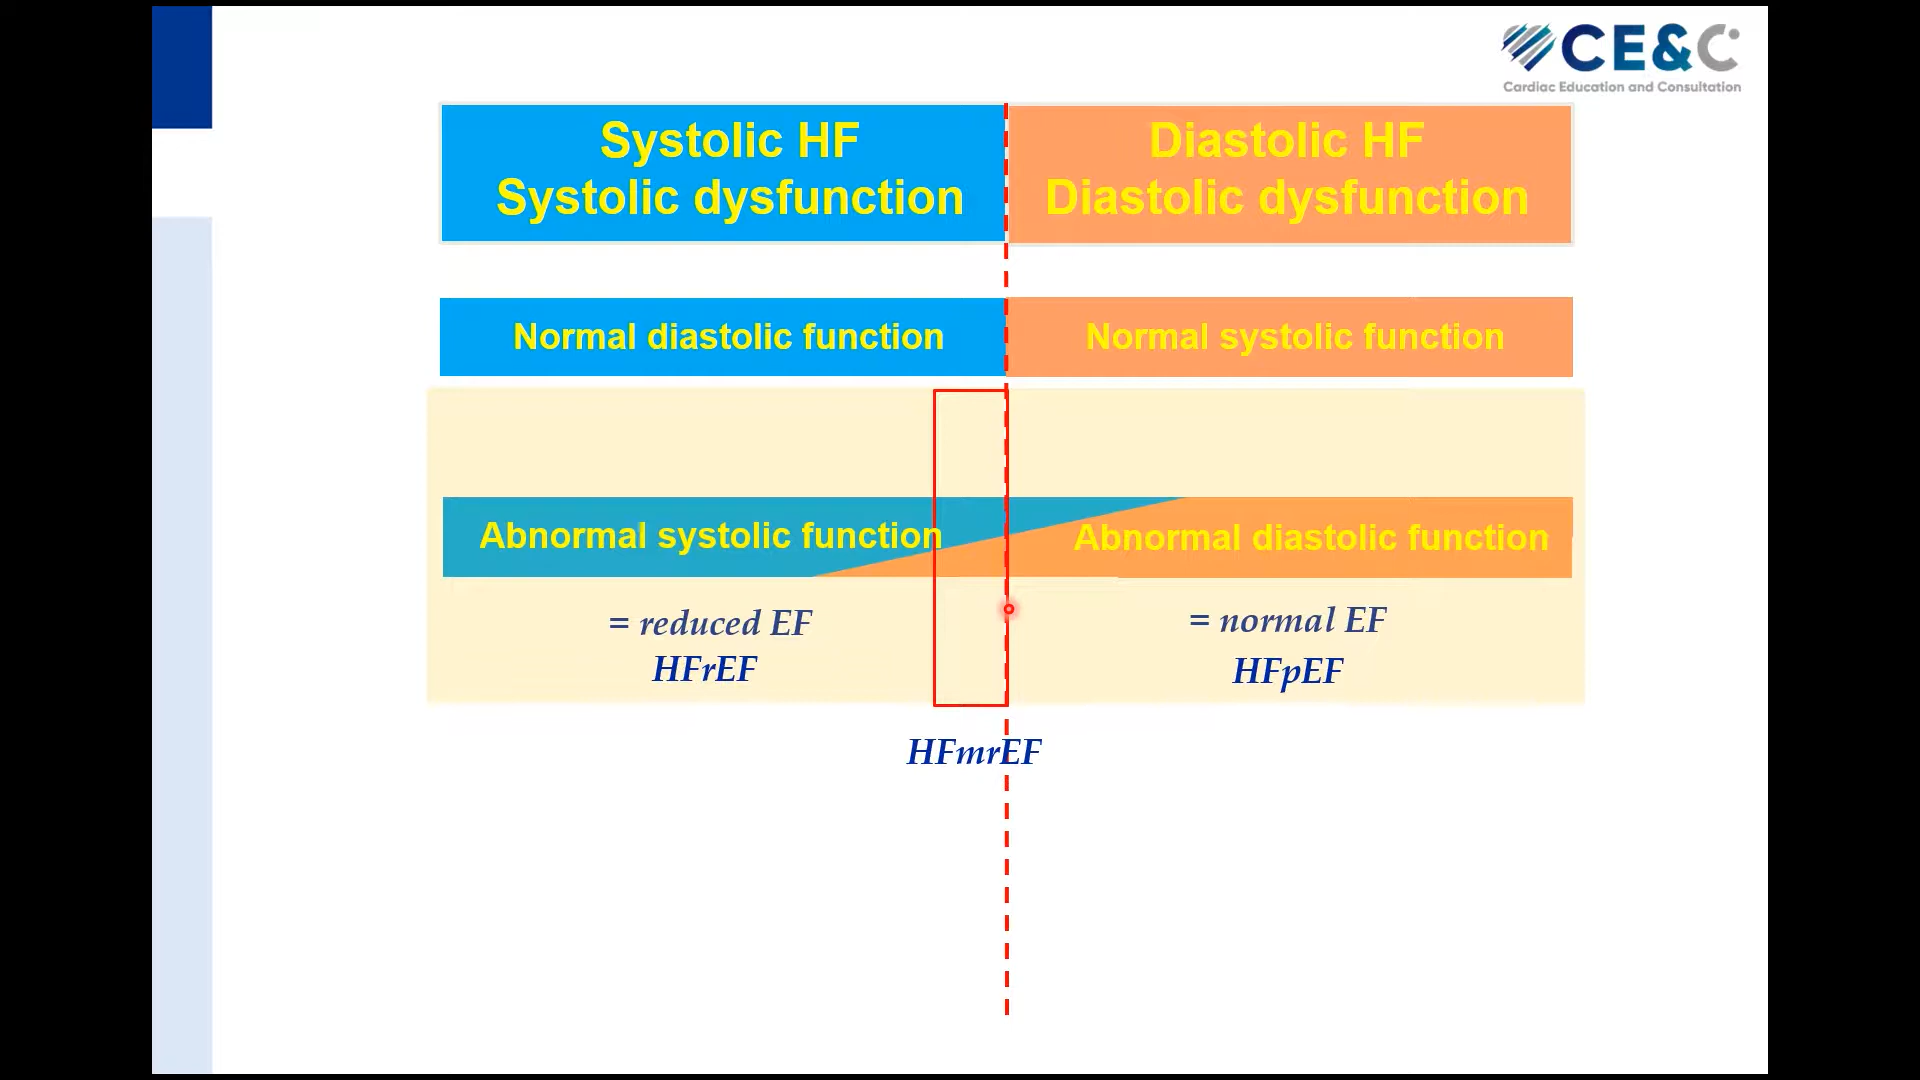 CE&C
Cardiac Education and Consultation
Systolic HF
Systolic dysfunction
Diastolic HF
Diastolic dysfunction
Normal diastolic function
Normal systolic function
Abnormal systolic function
Abnormal diastolic function
= reduced EF
HFrEF
= normal EF
HFpEF
HFmrEF